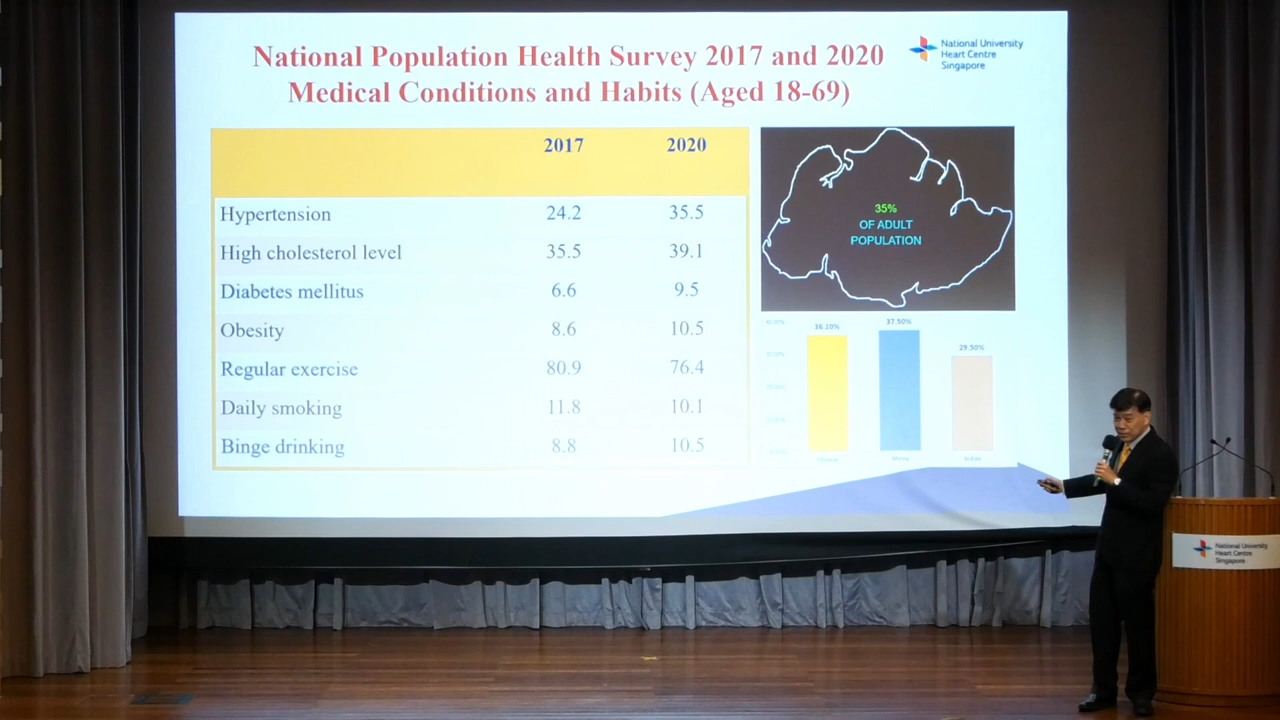 National Population Health Survey 2017 and 2020
Medical Conditions and Habits (Aged 18-69)
National University
Heart Centre
Singapore
2017 2020
Hypertension 24.2 35.5
High cholesterol level 35.5 39.1
Diabetes mellitus 6.6 9.5
Obesity 8.6 10.5
Regular exercise 80.9 76.4
Daily smoking 11.8 10.1
Binge drinking 8.8 10.5
35%
OF ADULT
POPULATION
36.10% 37.50% 29.50%
Malay Indian
National University
Heart Centre
Singapore